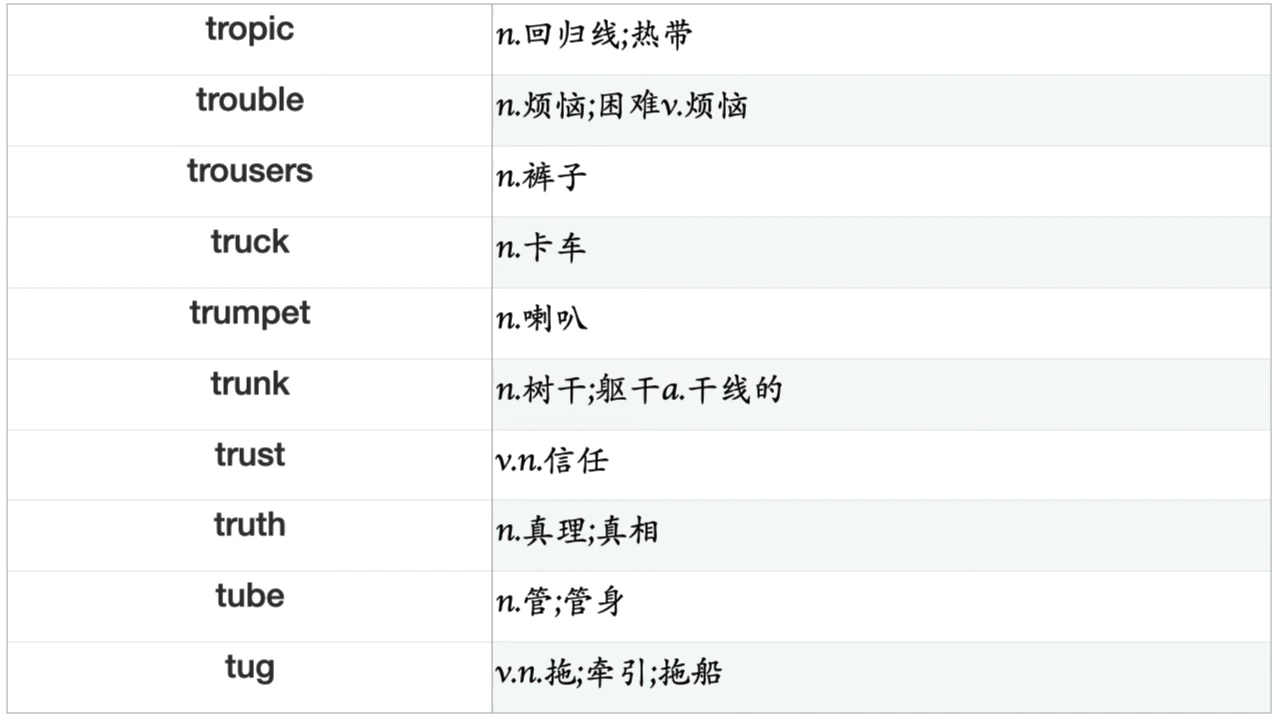 tropic n.回归线;热带
trouble n.烦恼;困难v.烦恼
trousers n.裤子
truck n.卡车
trumpet n.喇叭
trunk n.树干;躯干a.干线的
trust v.n.信任
truth n.真理;真相
tube n.管;管身
tug v.n.拖;牵引;拖船